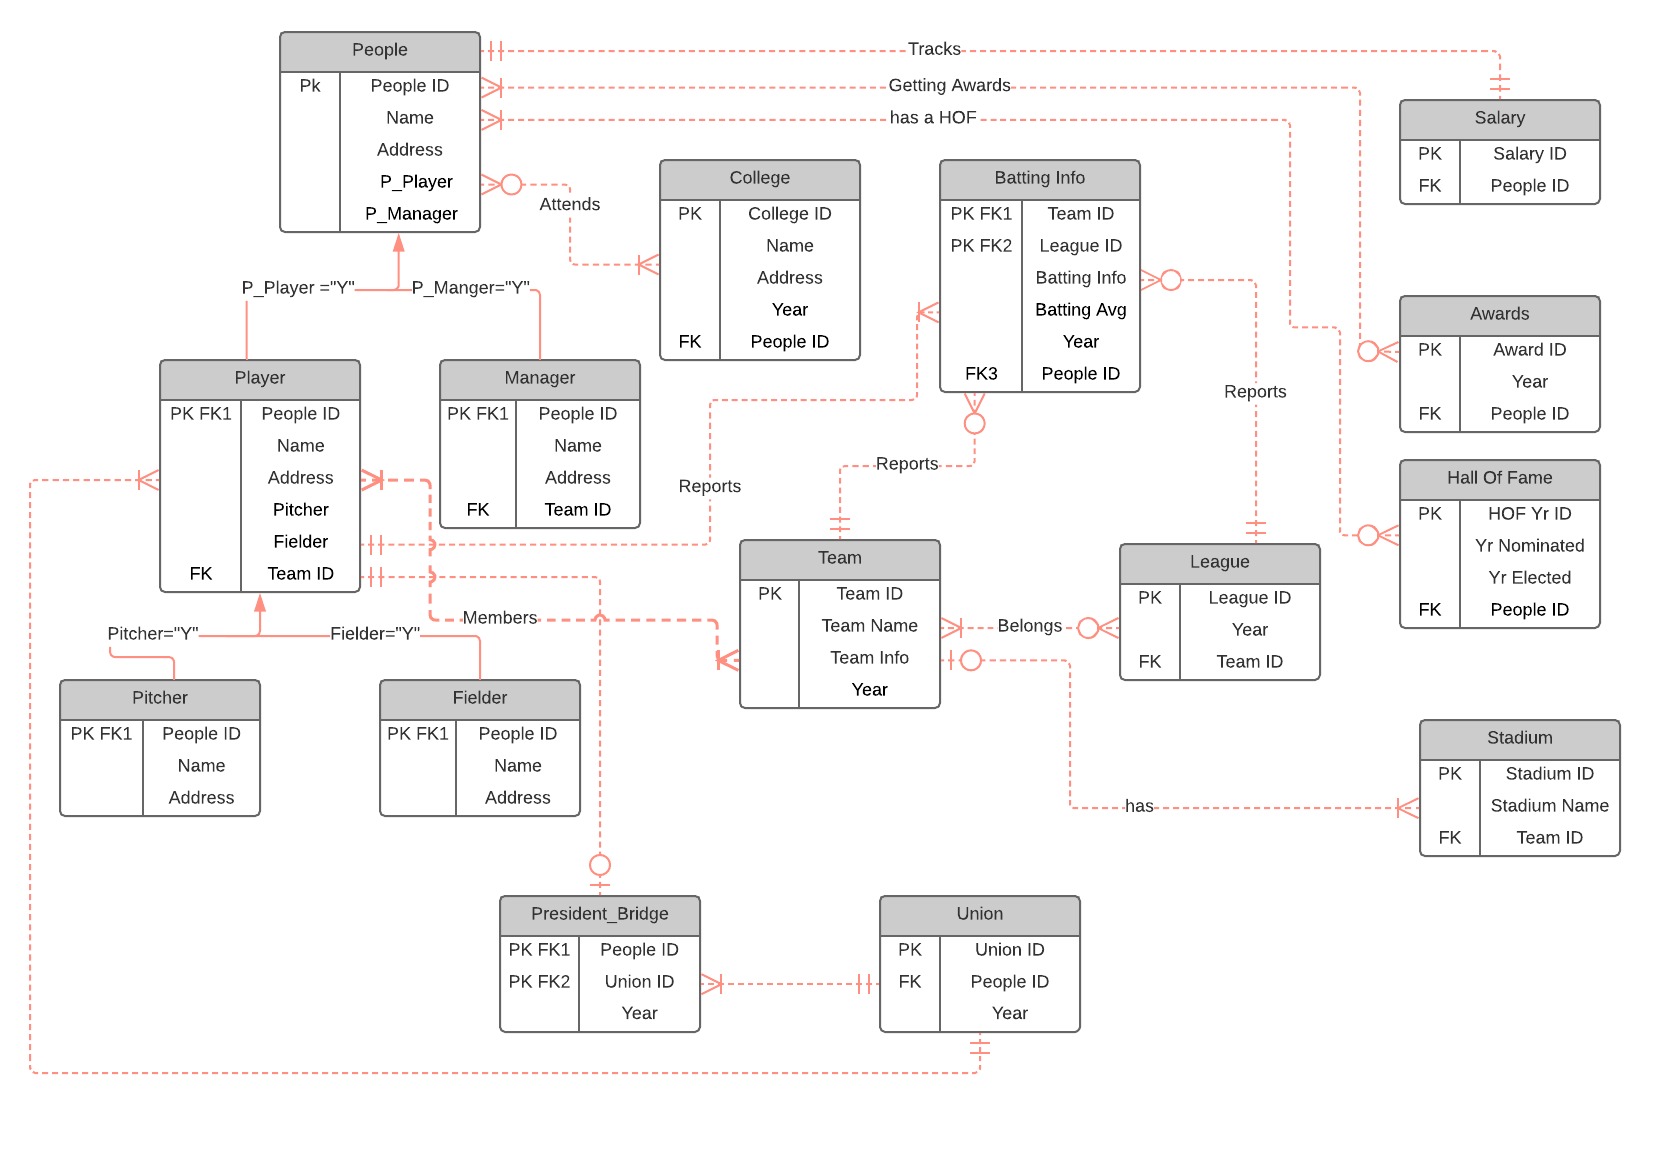 People
Pk People ID
Name
Address
P_Player
P_Manager
Tracks
Getting Awards
has a HOF
Attends
Salary
PK Salary ID
FK People ID
College
PK College ID
Name
Address
Year
FK People ID
Batting Info
PK FK1 Team ID
PK FK2 League ID
Batting Info
Batting Avg
Year
FK3 People ID
P_Player ="Y"
P_Manger="Y"
Awards
PK Award ID
Year
FK People ID
Player
PK FK1 People ID
Name
Address
Pitcher
Fielder
FK Team ID
Manager
PK FK1 People ID
Name
Address
FK Team ID
Reports
Reports
Reports
Hall Of Fame
PK HOF Yr ID
Yr Nominated
Yr Elected
FK People ID
Team
PK Team ID
Team Name
Team Info
Year
League
PK League ID
Year
FK Team ID
Members
Belongs
Pitcher="Y"
Fielder="Y"
Pitcher
PK FK1 People ID
Name
Address
Fielder
PK FK1 People ID
Name
Address
has
Stadium
PK Stadium ID
Stadium Name
FK Team ID
President_Bridge
PK FK1 People ID
PK FK2 Union ID
Year
Union
PK Union ID
FK People ID
Year